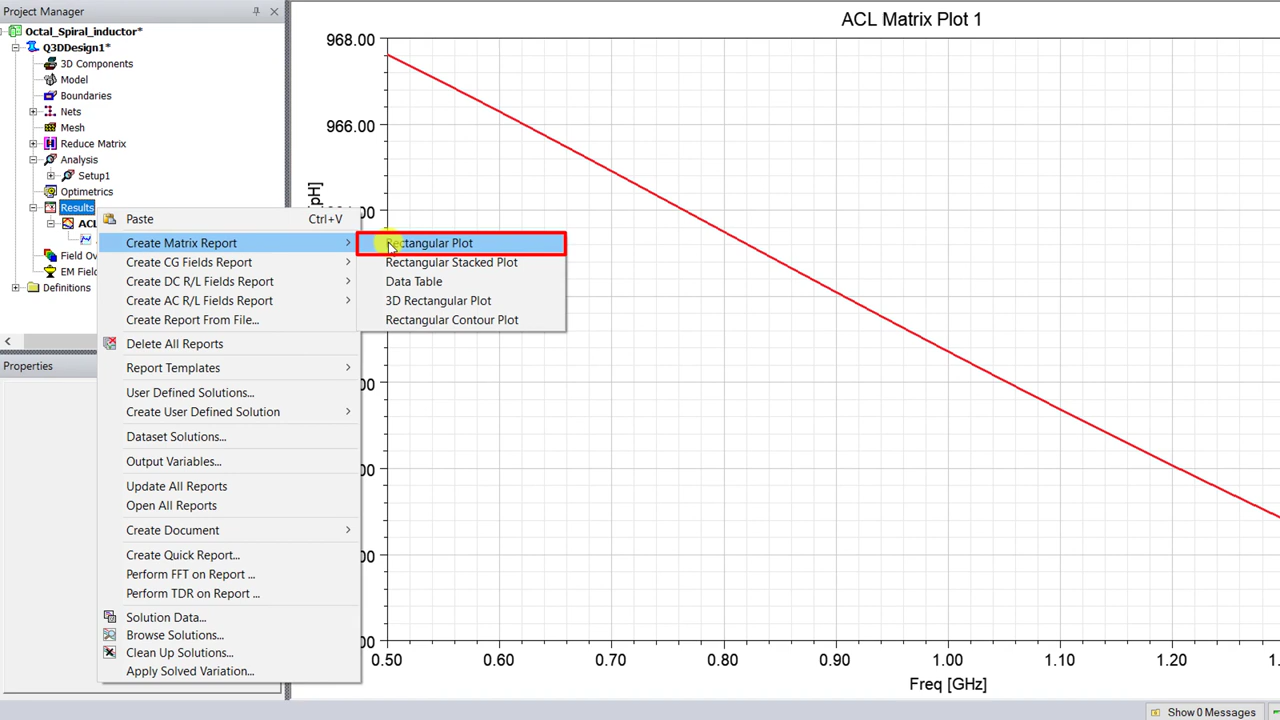 Project Manager
Octal_Spiral_inductor*
Q3DDesign1*
3D Components
Model
Boundaries
Nets
Mesh
Reduce Matrix
Analysis
Setup1
Optimetrics
Results
ACL
Field Ov
EM Field
Definitions
Properties
Paste Ctrl+V
Create Matrix Report
Create CG Fields Report
Create DC R/L Fields Report
Create AC R/L Fields Report
Create Report From File...
Delete All Reports
Report Templates
User Defined Solutions...
Create User Defined Solution
Dataset Solutions...
Output Variables...
Update All Reports
Open All Reports
Create Document
Create Quick Report...
Perform FFT on Report ...
Perform TDR on Report ...
Solution Data...
Browse Solutions...
Clean Up Solutions...
Apply Solved Variation...
Rectangular Plot
Rectangular Stacked Plot
Data Table
3D Rectangular Plot
Rectangular Contour Plot
ACL Matrix Plot 1
968.00
966.00
pH]
0.50 0.60 0.70 0.80 0.90 1.00 1.10 1.20
Freq [GHz]
Show 0 Messages